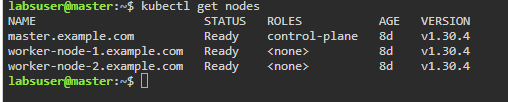 labsuser@master:~$ kubectl get nodes
NAME STATUS ROLES AGE VERSION
master.example.com Ready control-plane 8d v1.30.4
worker-node-1.example.com Ready <none> 8d v1.30.4
worker-node-2.example.com Ready <none> 8d v1.30.4
labsuser@master:~$